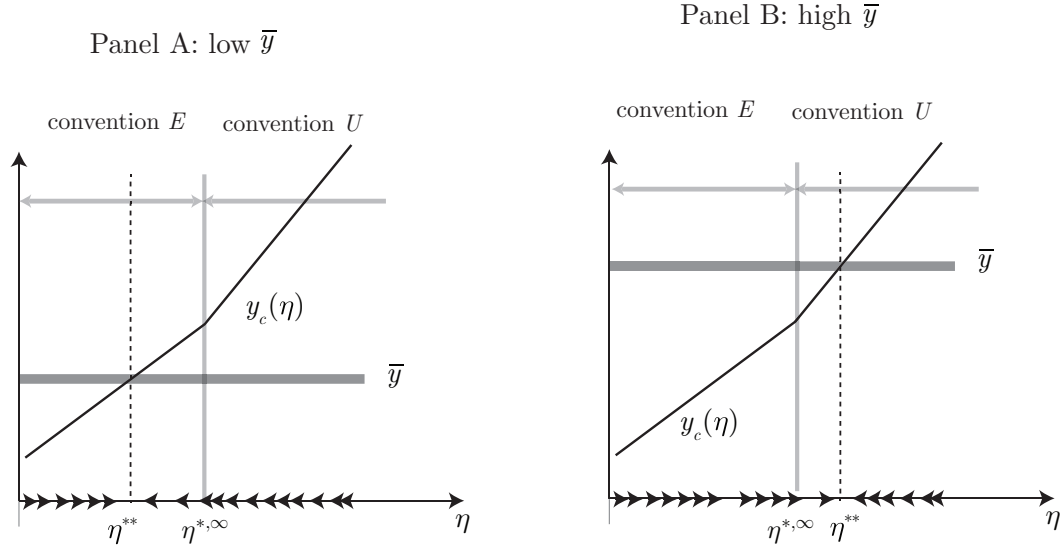 Panel A: low y̅
convention E convention U
y_c(η)
y̅
η** η*,∞ η
Panel B: high y̅
convention E convention U
y̅
y_c(η)
η*,∞ η** η